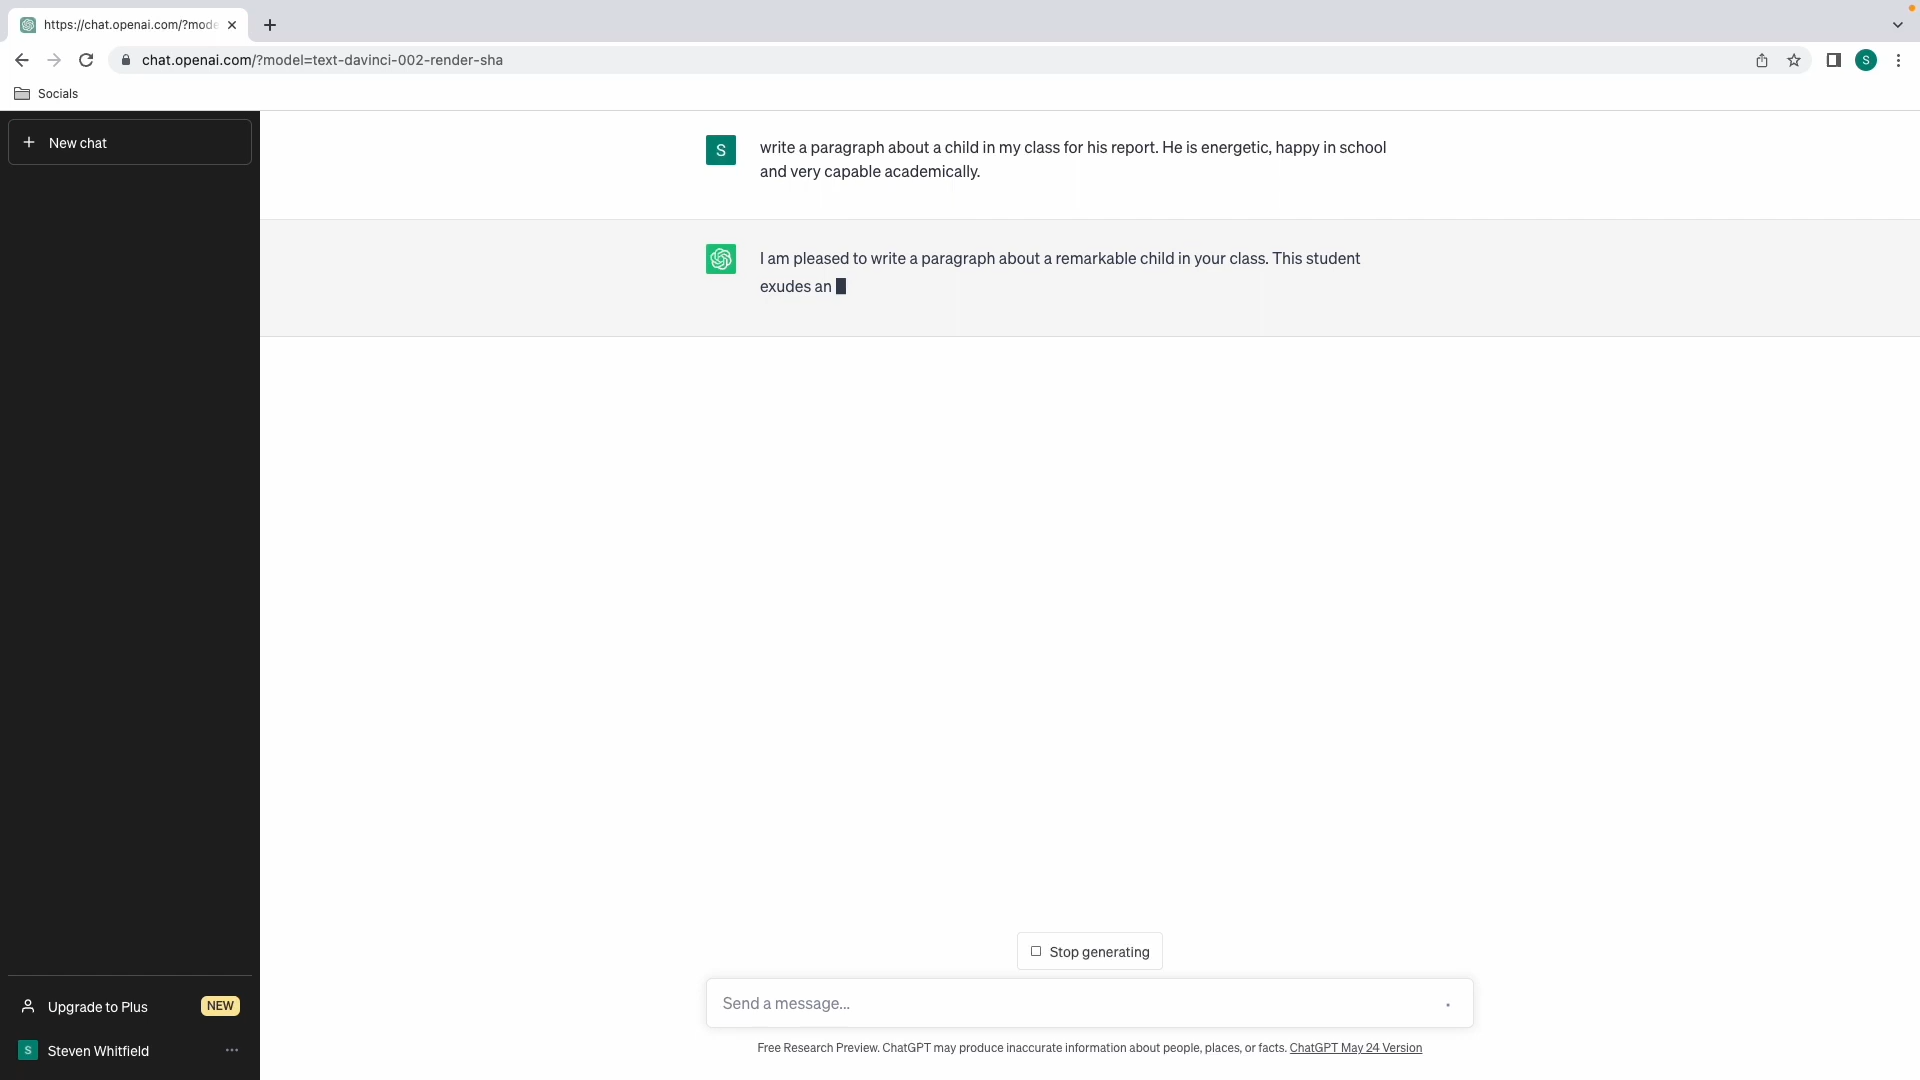 https://chat.openai.com/?mode
chat.openai.com/?model=text-davinci-002-render-sha
S
Socials
New chat
S
write a paragraph about a child in my class for his report. He is energetic, happy in school
and very capable academically.
I am pleased to write a paragraph about a remarkable child in your class. This student
exudes an
Stop generating
Send a message...
Free Research Preview. ChatGPT may produce inaccurate information about people, places, or facts. ChatGPT May 24 Version
Upgrade to Plus
NEW
S
Steven Whitfield